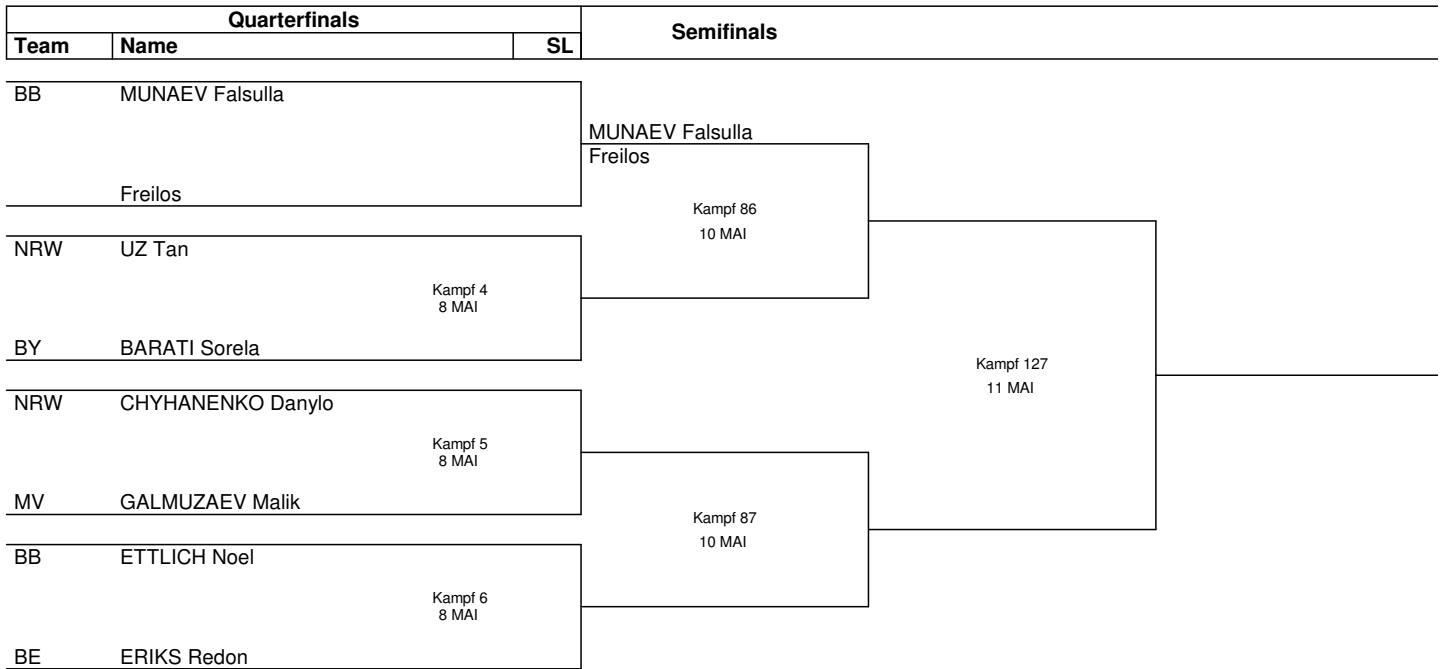 Quarterfinals
Semifinals
Team Name SL
BB MUNAEV Falsulla
MUNAEV Falsulla
Freilos
Freilos
Kampf 86
10 MAI
NRW UZ Tan
Kampf 4
8 MAI
BY BARATI Sorela
Kampf 127
11 MAI
NRW CHYHANENKO Danylo
Kampf 5
8 MAI
MV GALMUZAEV Malik
Kampf 87
10 MAI
BB ETTLICH Noel
Kampf 6
8 MAI
BE ERIKS Redon